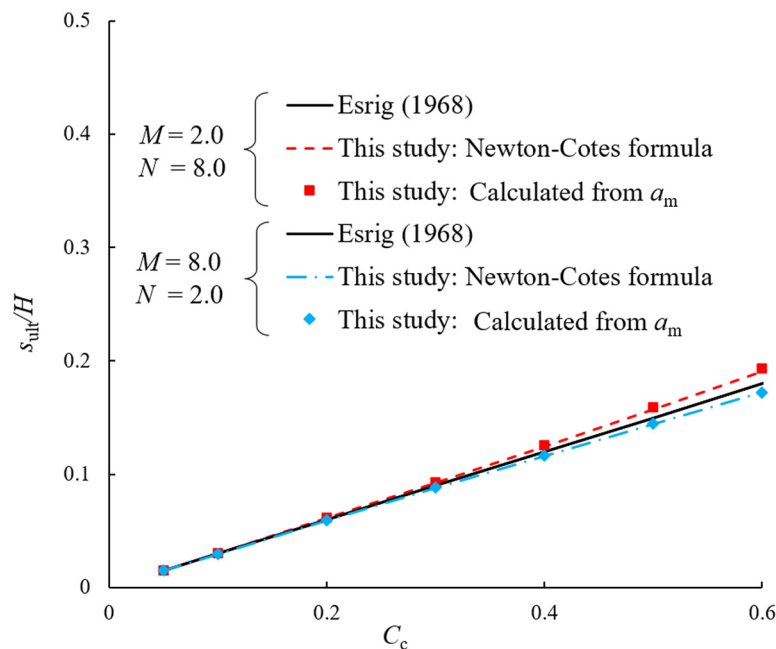 0.5
0.4
0.3
0.2
0.1
0
s_ult/H
M = 2.0
N = 8.0
Esrig (1968)
This study: Newton-Cotes formula
This study: Calculated from a_m
M = 8.0
N = 2.0
Esrig (1968)
This study: Newton-Cotes formula
This study: Calculated from a_m
0 0.2 0.4 0.6
C_c